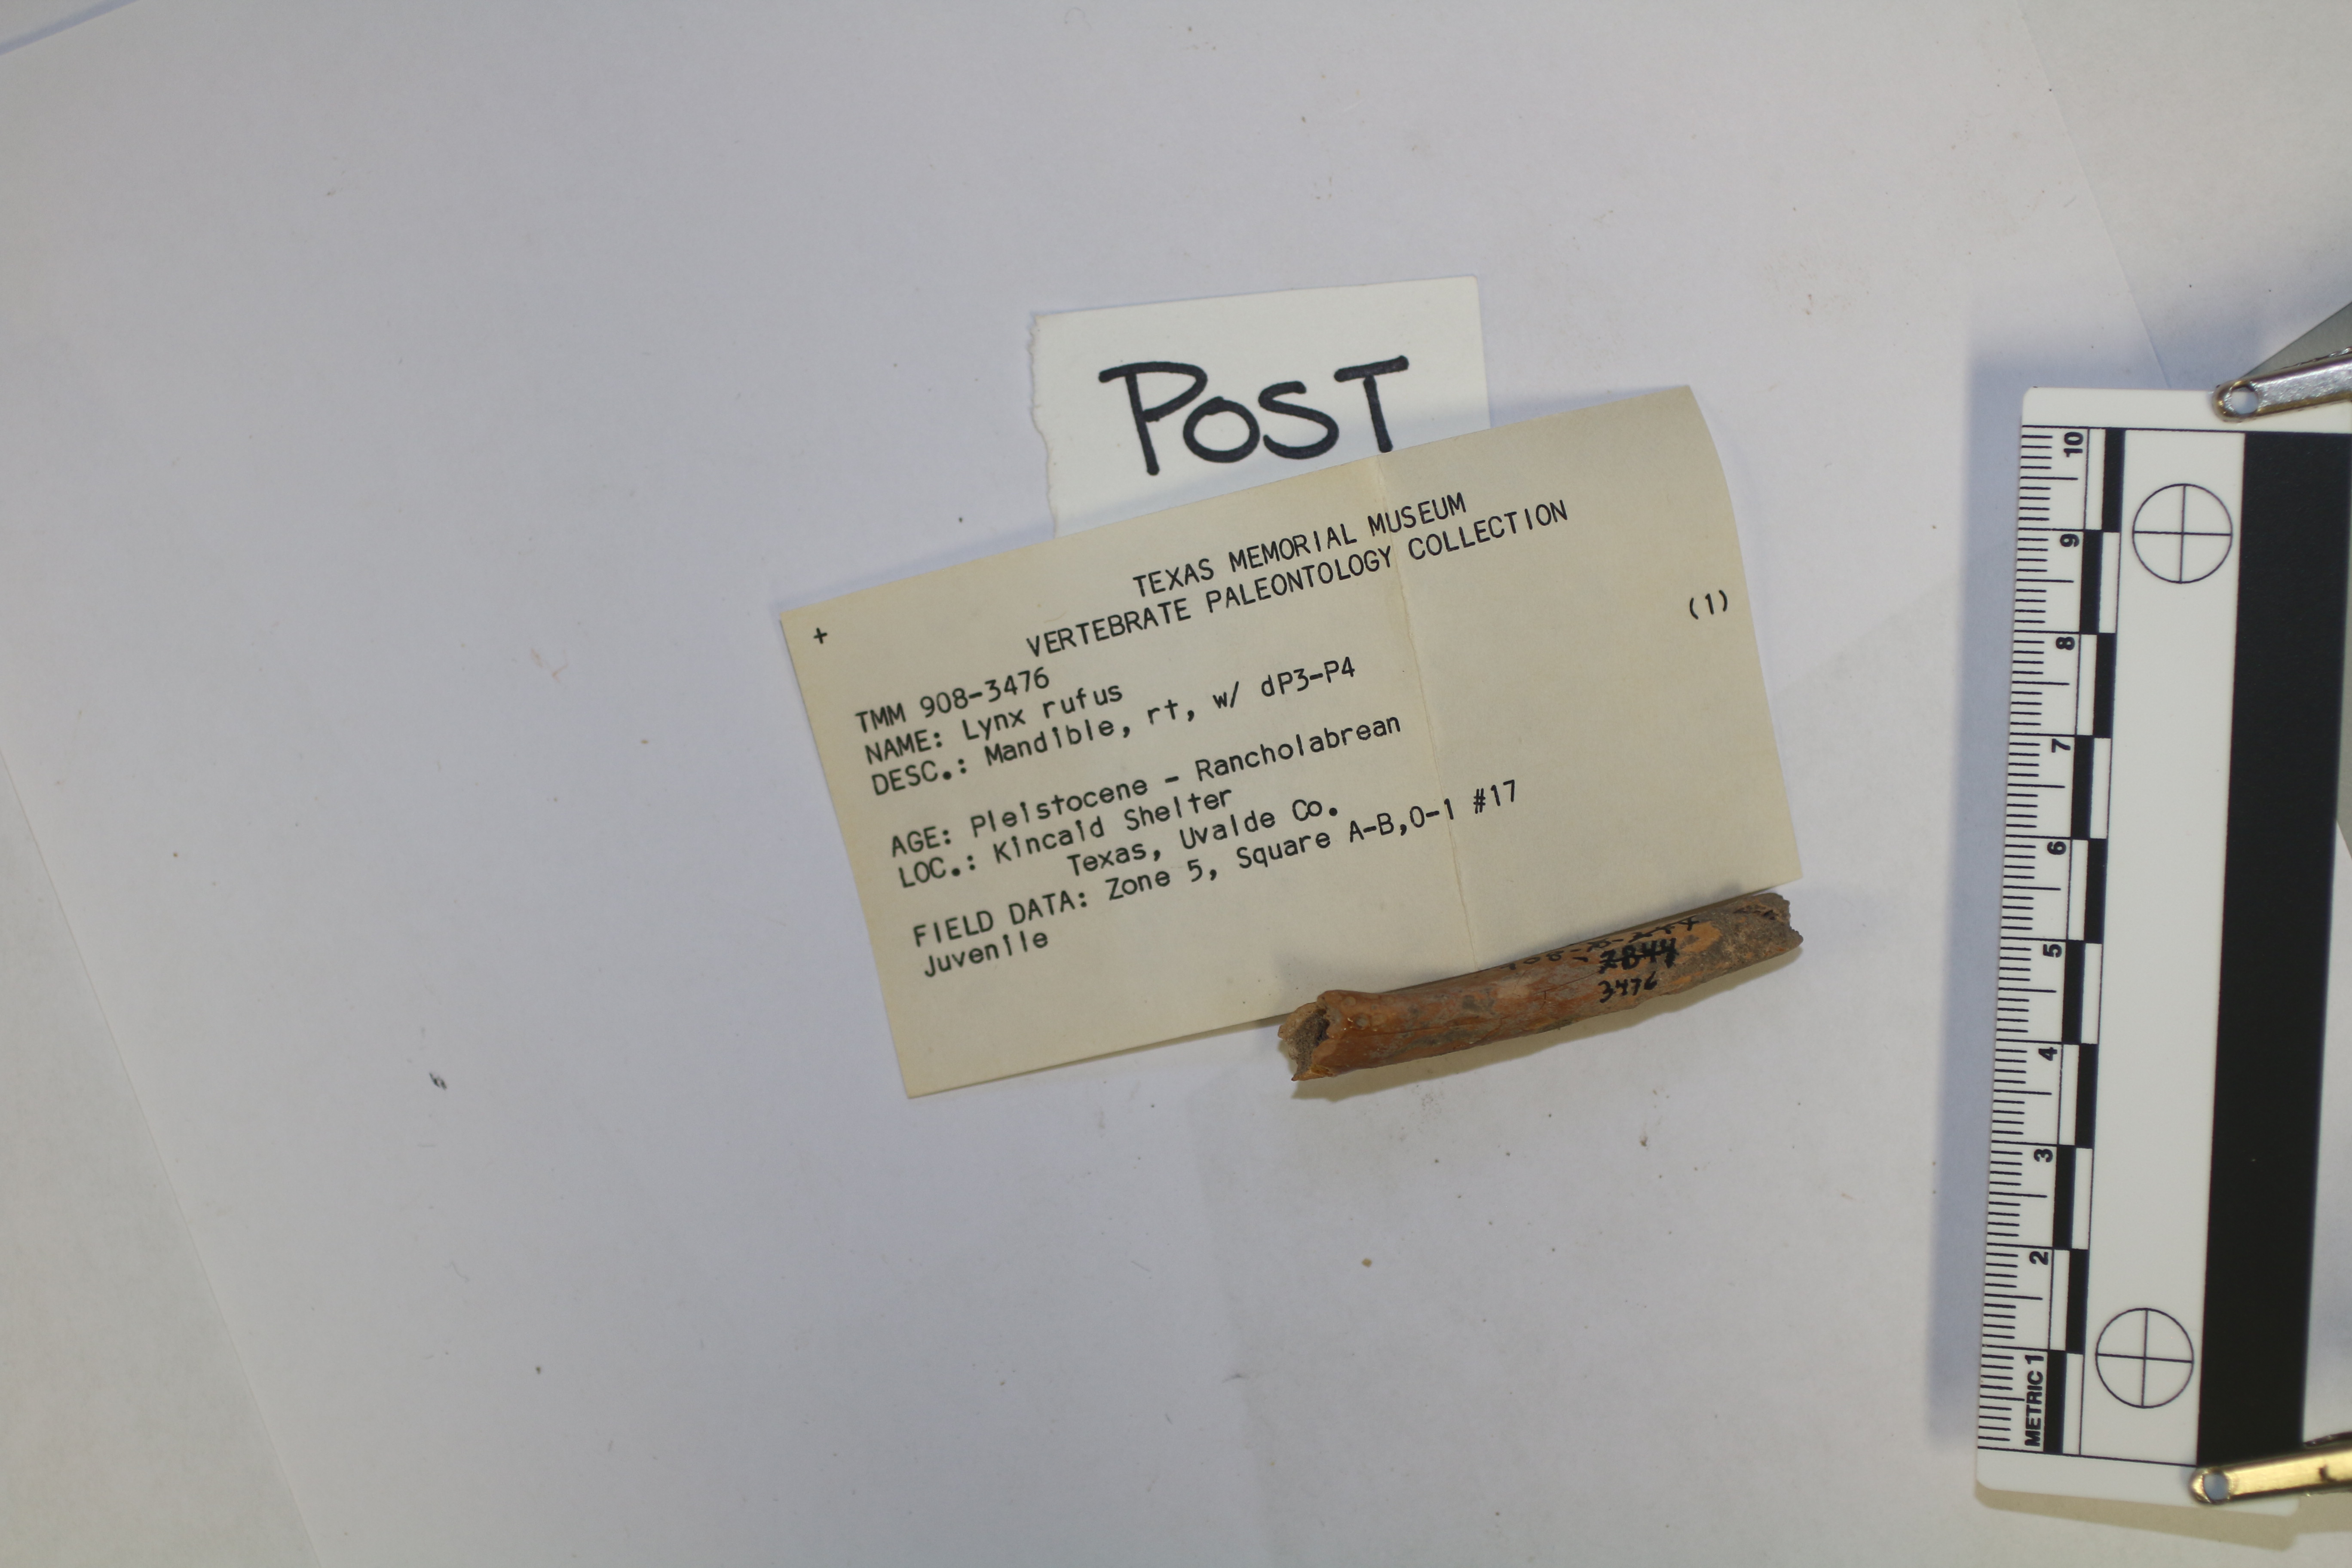 POST
+
TEXAS MEMORIAL MUSEUM
VERTEBRATE PALEONTOLOGY COLLECTION
(1)
TMM 908-3476
NAME: Lynx rufus
DESC.: Mandible, rt, w/ dP3-P4
AGE: Pleistocene - Rancholabrean
LOC.: Kincaid Shelter
Texas, Uvalde Co.
FIELD DATA: Zone 5, Square A-B,0-1 #17
Juvenile
3476
METRIC 1 2 3 4 5 6 7 8 9 10